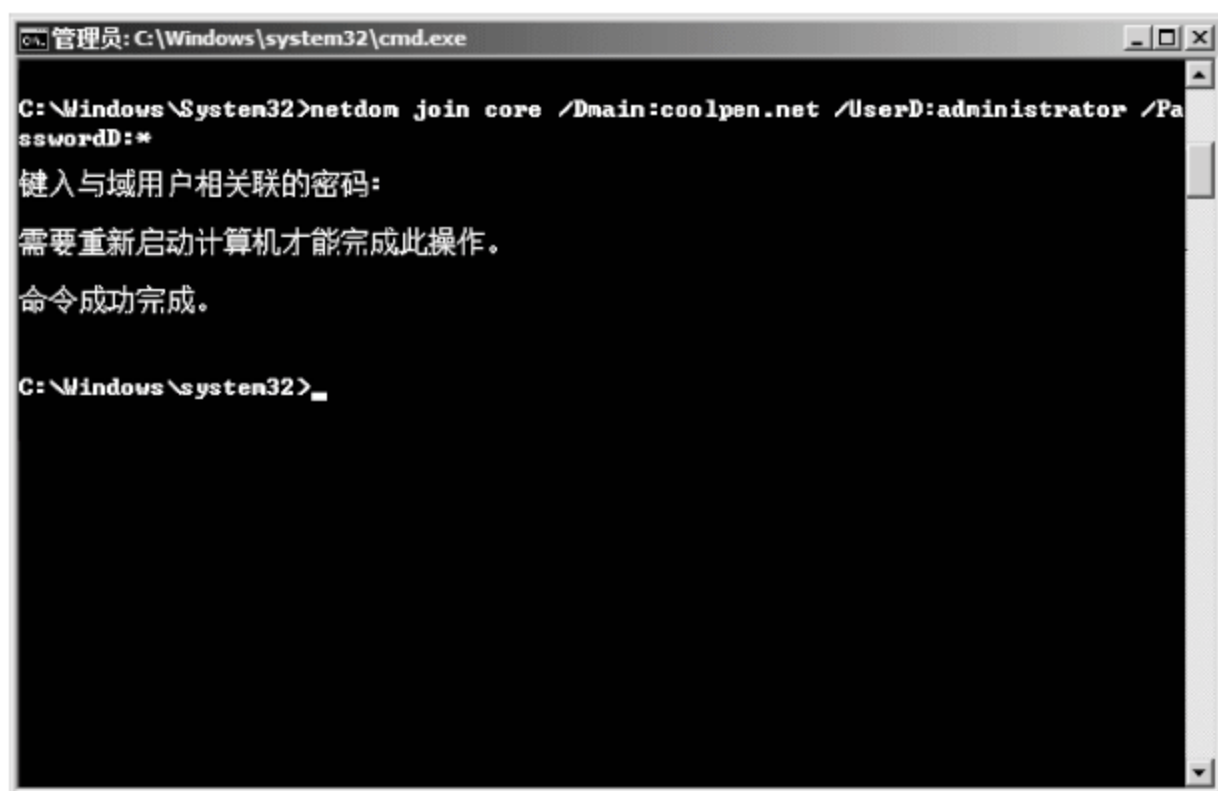 管理员: C:\Windows\system32\cmd.exe
C:\Windows\System32>netdom join core /Dmain:coolpen.net /UserD:administrator /Pa
sswordD:*
键入与域用户相关联的密码:
需要重新启动计算机才能完成此操作。
命令成功完成。
C:\Windows\system32>